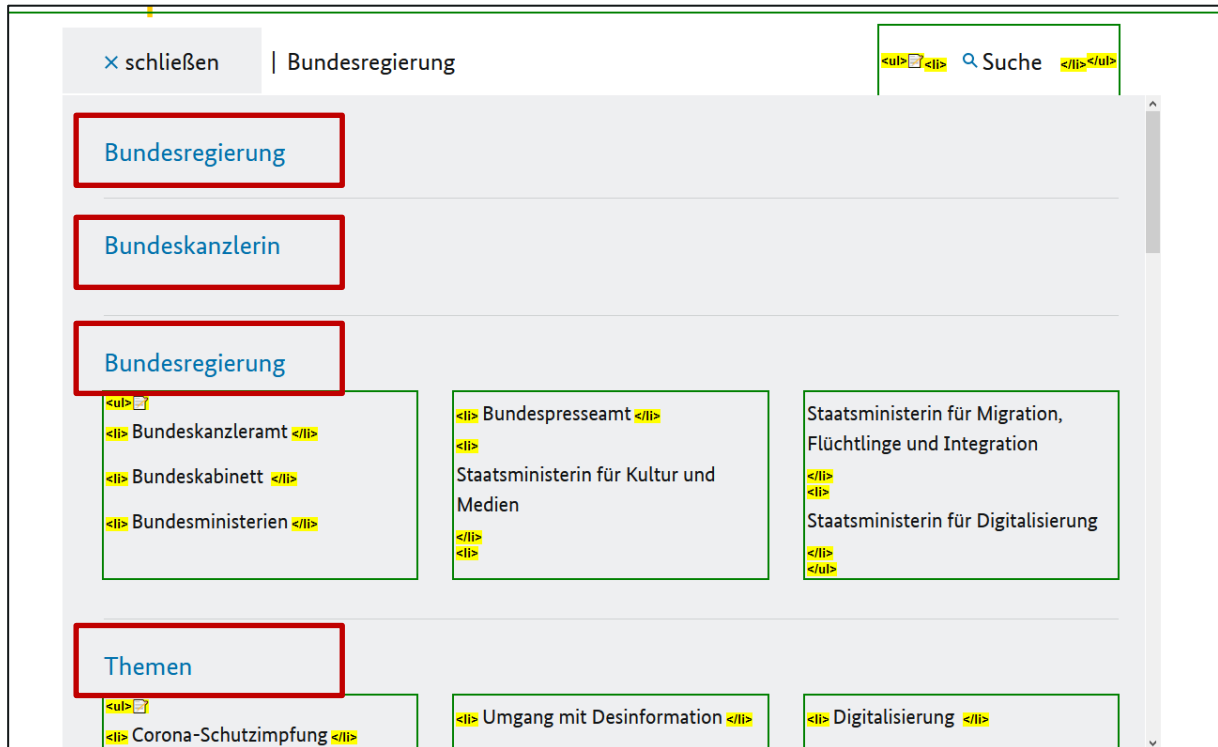 × schließen | Bundesregierung <ul> <li> Suche </li></ul>
Bundesregierung
Bundeskanzlerin
Bundesregierung
<ul>
<li> Bundeskanzleramt </li>
<li> Bundeskabinett </li>
<li> Bundesministerien </li>
<li> Bundespresseamt </li>
<li>
Staatsministerin für Kultur und
Medien
</li>
<li>
Staatsministerin für Migration,
Flüchtlinge und Integration
</li>
<li>
Staatsministerin für Digitalisierung
</li>
</ul>
Themen
<ul>
<li> Corona-Schutzimpfung </li>
<li> Umgang mit Desinformation </li>
<li> Digitalisierung </li>